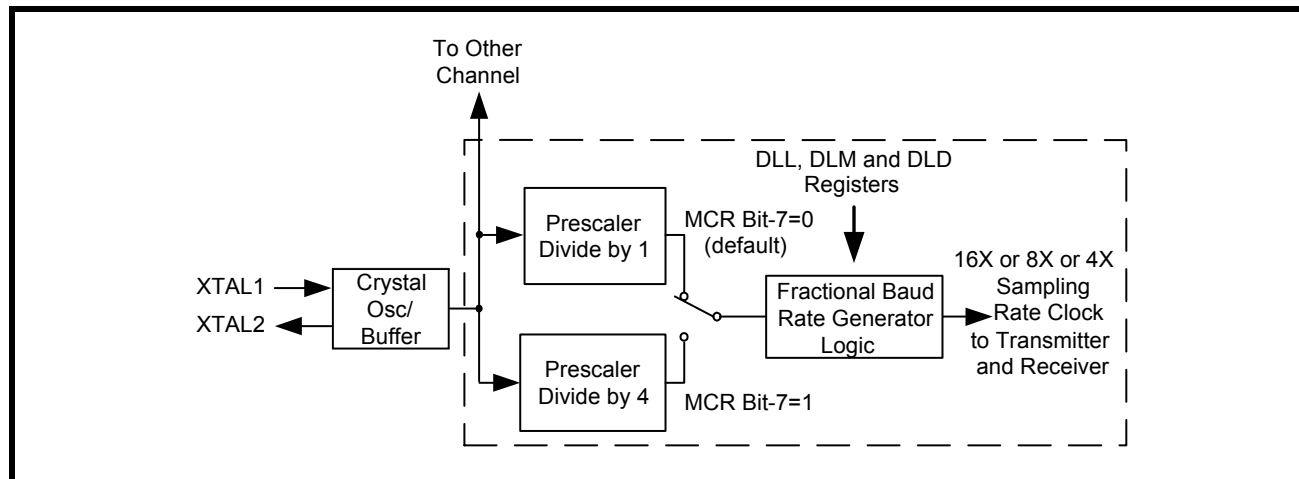 To Other
Channel
DLL, DLM and DLD
Registers
Prescaler
Divide by 1
MCR Bit-7=0
(default)
16X or 8X or 4X
Sampling
Rate Clock
to Transmitter
and Receiver
XTAL1
XTAL2
Crystal
Osc/
Buffer
Fractional Baud
Rate Generator
Logic
Prescaler
Divide by 4
MCR Bit-7=1